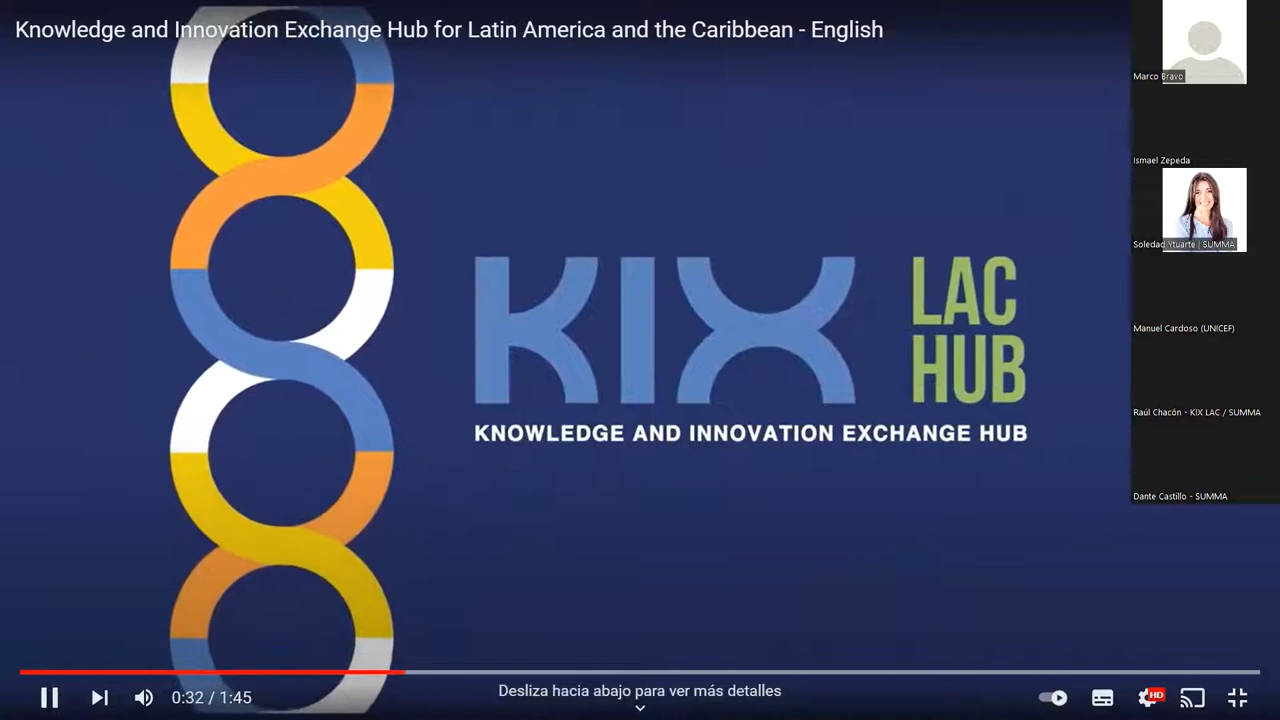 Knowledge and Innovation Exchange Hub for Latin America and the Caribbean - English
Marco Bravo
Ismael Zepeda
Soledad Ytuarte | SUMMA
Manuel Cardoso (UNICEF)
Raúl Chacón - KIX LAC / SUMMA
Dante Castillo - SUMMA
KIX LAC HUB
KNOWLEDGE AND INNOVATION EXCHANGE HUB
0:32 / 1:45
Desliza hacia abajo para ver más detalles
HD